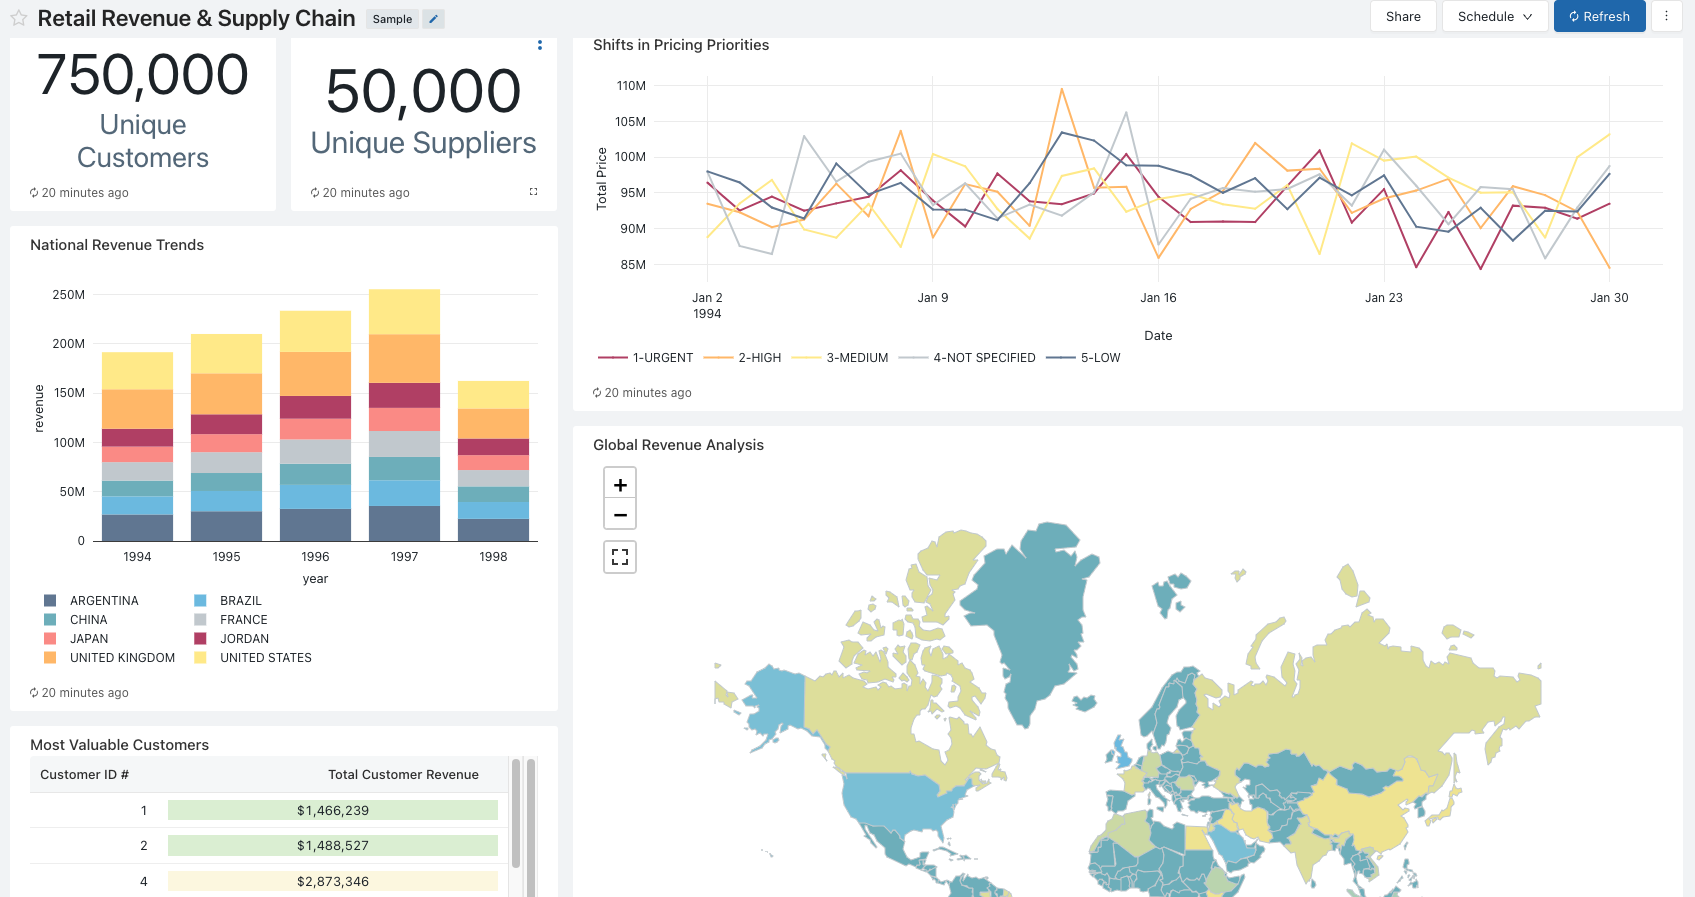 Retail Revenue & Supply Chain
Sample
Share
Schedule
Refresh
750,000
Unique
Customers
20 minutes ago
50,000
Unique Suppliers
20 minutes ago
Shifts in Pricing Priorities
110M
105M
100M
95M
90M
85M
Total Price
Jan 2
1994
Jan 9
Jan 16
Jan 23
Jan 30
Date
1-URGENT
2-HIGH
3-MEDIUM
4-NOT SPECIFIED
5-LOW
20 minutes ago
National Revenue Trends
250M
200M
150M
100M
50M
0
revenue
1994
1995
1996
1997
1998
year
ARGENTINA
BRAZIL
CHINA
FRANCE
JAPAN
JORDAN
UNITED KINGDOM
UNITED STATES
20 minutes ago
Global Revenue Analysis
+
−
Most Valuable Customers
Customer ID # Total Customer Revenue
1 $1,466,239
2 $1,488,527
4 $2,873,346